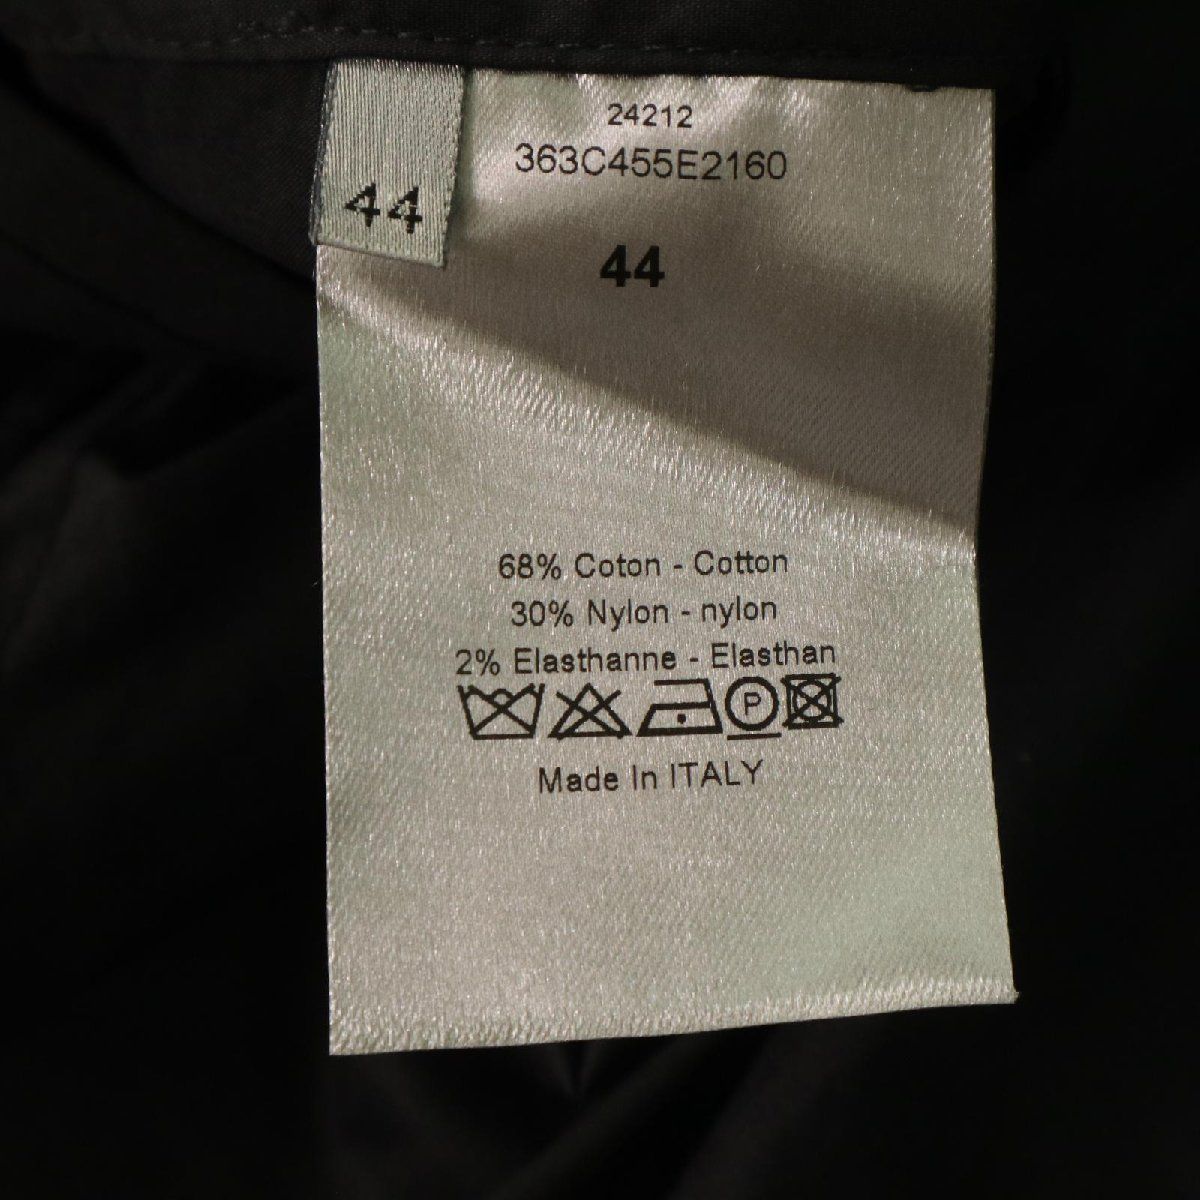 24212
363C455E2160
44
44
68% Coton - Cotton
30% Nylon - nylon
2% Elasthanne - Elasthan
P
Made In ITALY